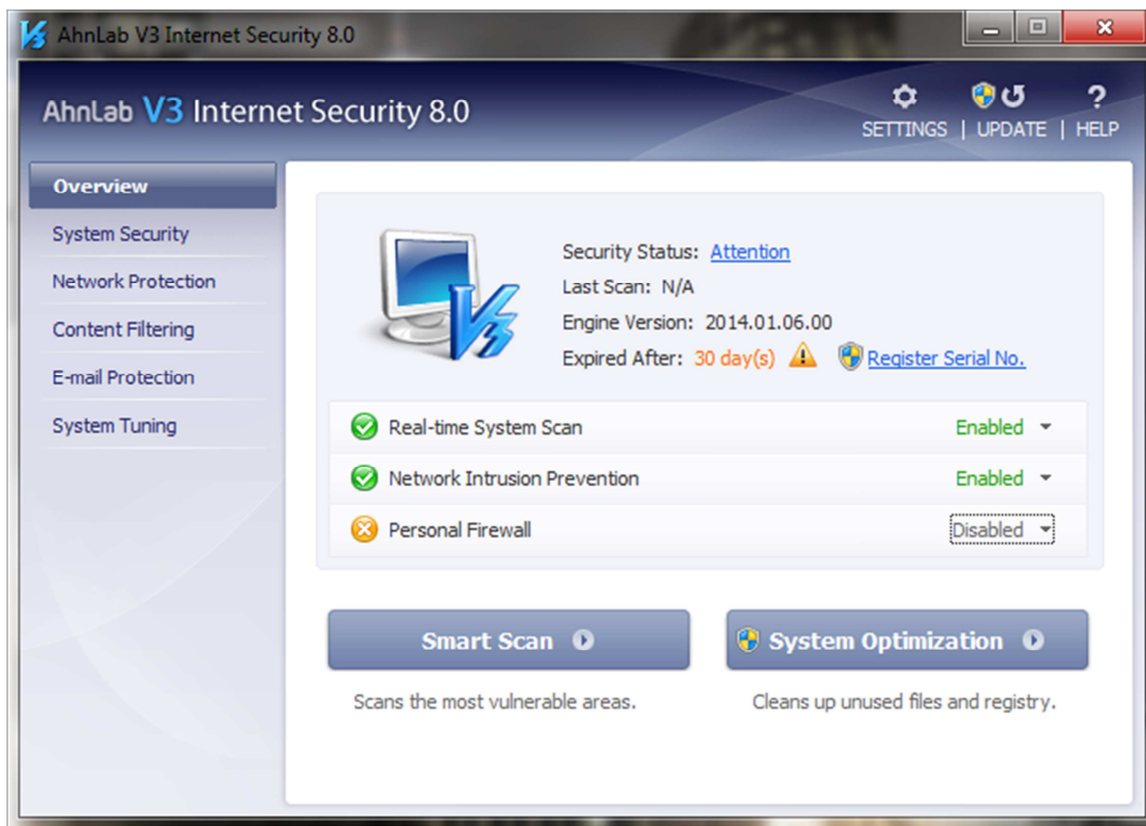 AhnLab V3 Internet Security 8.0
AhnLab V3 Internet Security 8.0
SETTINGS | UPDATE | HELP
Overview
System Security
Network Protection
Content Filtering
E-mail Protection
System Tuning
V3
Security Status: Attention
Last Scan: N/A
Engine Version: 2014.01.06.00
Expired After: 30 day(s) Register Serial No.
Real-time System Scan Enabled
Network Intrusion Prevention Enabled
Personal Firewall Disabled
Smart Scan
System Optimization
Scans the most vulnerable areas.
Cleans up unused files and registry.